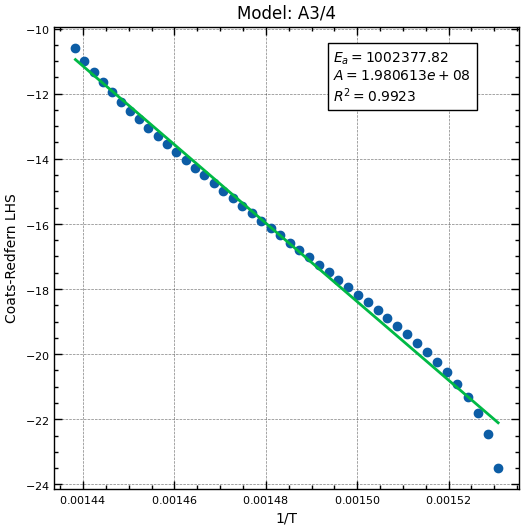 Model: A3/4
−10
−12
−14
−16
−18
−20
−22
−24
Coats-Redfern LHS
E_a = 1002377.82
A = 1.980613e + 08
R² = 0.9923
0.00144 0.00146 0.00148 0.00150 0.00152
1/T